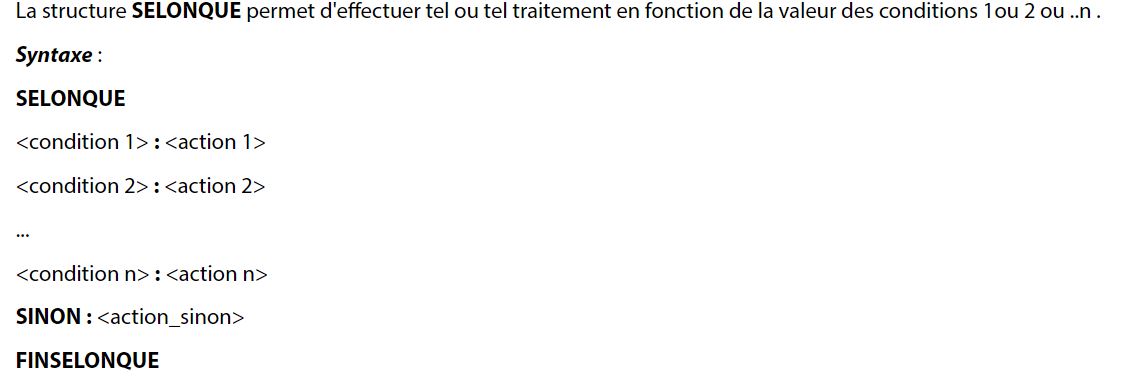 La structure SELONQUE permet d'effectuer tel ou tel traitement en fonction de la valeur des conditions 1ou 2 ou ..n .
Syntaxe :
SELONQUE
<condition 1> : <action 1>
<condition 2> : <action 2>
...
<condition n> : <action n>
SINON : <action_sinon>
FINSELONQUE